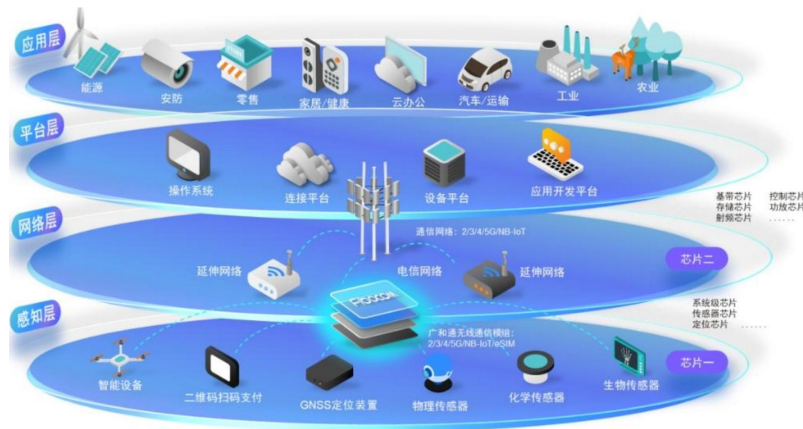 应用层
能源
安防
零售
家居/健康
云办公
汽车/运输
工业
农业
平台层
操作系统
连接平台
设备平台
应用开发平台
基带芯片 控制芯片
存储芯片 功放芯片
射频芯片 ......
网络层
通信网络：2/3/4/5G/NB-IoT
延伸网络
电信网络
延伸网络
芯片二
Fibocom
系统级芯片
传感器芯片
定位芯片 ......
感知层
广和通无线通信模组：
2/3/4/5G/NB-IoT/eSIM
芯片一
智能设备
二维码扫码支付
GNSS定位装置
物理传感器
化学传感器
生物传感器